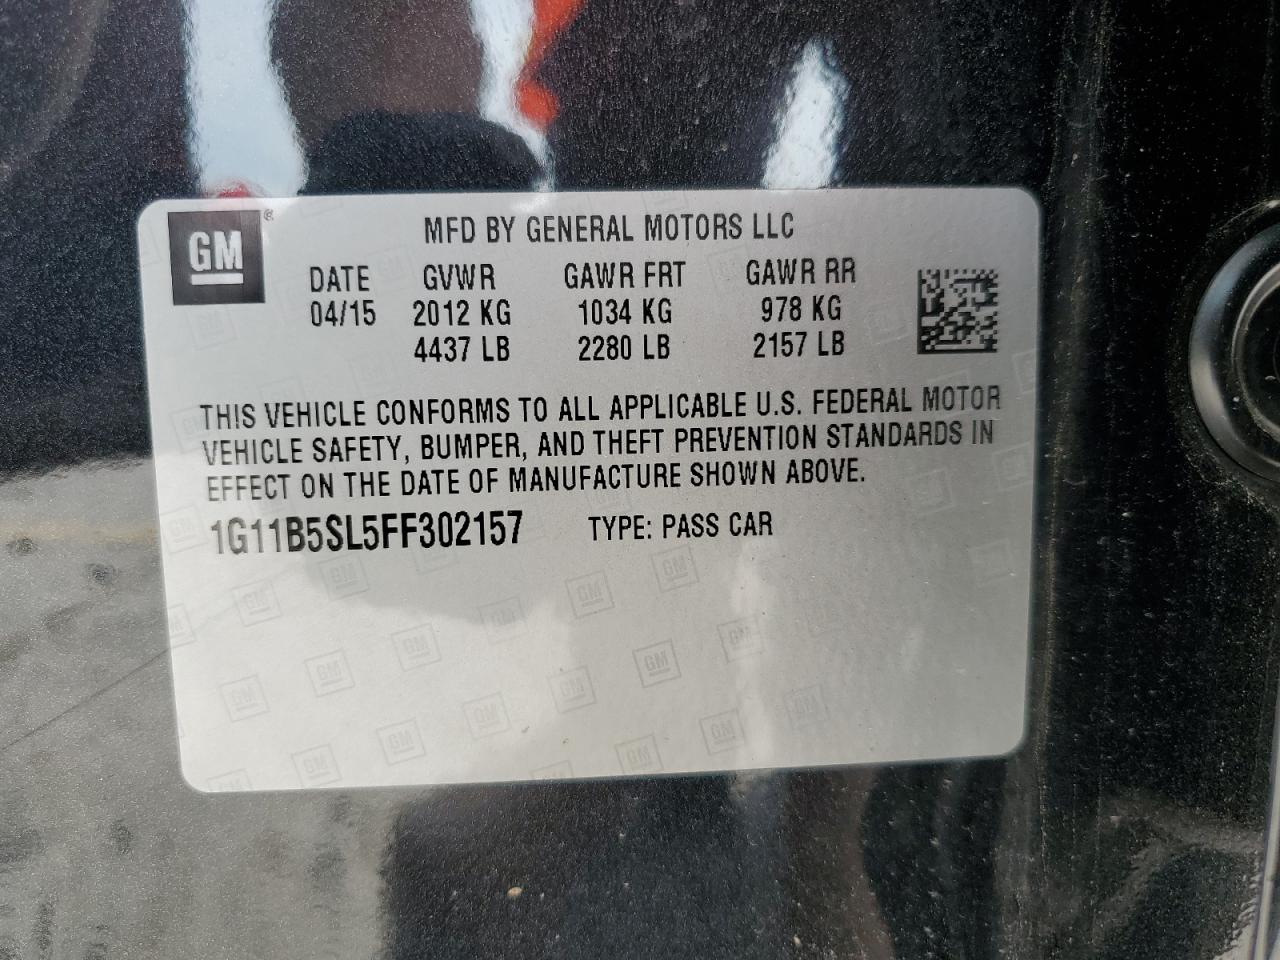 GM®
MFD BY GENERAL MOTORS LLC
DATE GVWR GAWR FRT GAWR RR
04/15 2012 KG 1034 KG 978 KG
4437 LB 2280 LB 2157 LB
THIS VEHICLE CONFORMS TO ALL APPLICABLE U.S. FEDERAL MOTOR
VEHICLE SAFETY, BUMPER, AND THEFT PREVENTION STANDARDS IN
EFFECT ON THE DATE OF MANUFACTURE SHOWN ABOVE.
1G11B5SL5FF302157 TYPE: PASS CAR